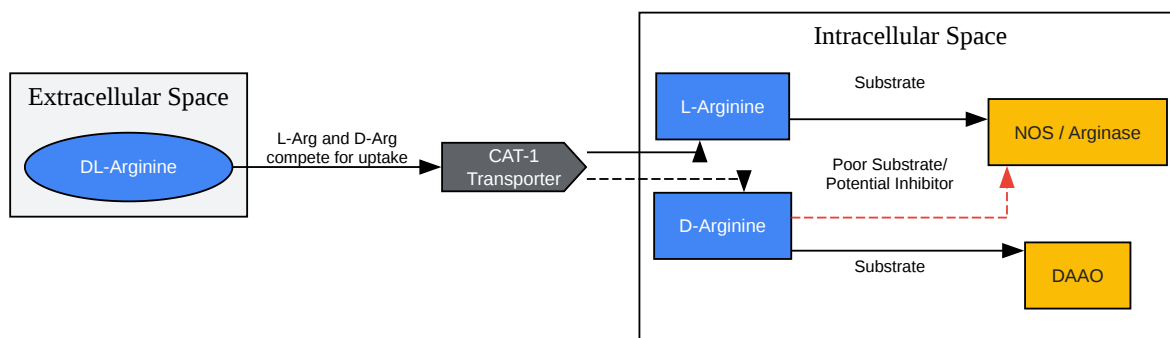 Extracellular Space
DL-Arginine
L-Arg and D-Arg
compete for uptake
CAT-1
Transporter
Intracellular Space
L-Arginine
Substrate
NOS / Arginase
Poor Substrate/
Potential Inhibitor
D-Arginine
Substrate
DAAO